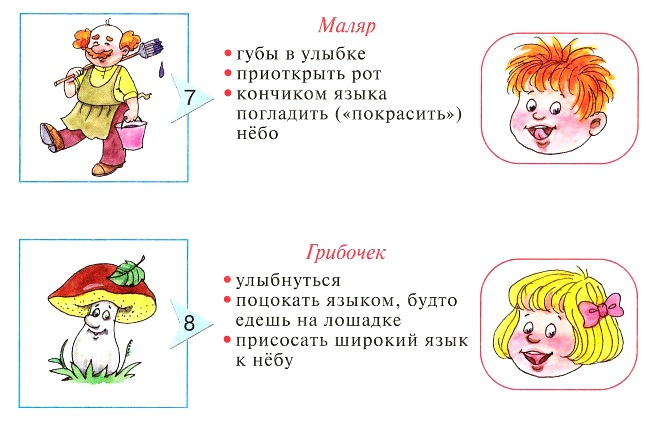 Маляр
• губы в улыбке
• приоткрыть рот
• кончиком языка
погладить («покрасить»)
нёбо
7
Грибочек
• улыбнуться
• поцокать языком, будто
едешь на лошадке
• присосать широкий язык
к нёбу
8